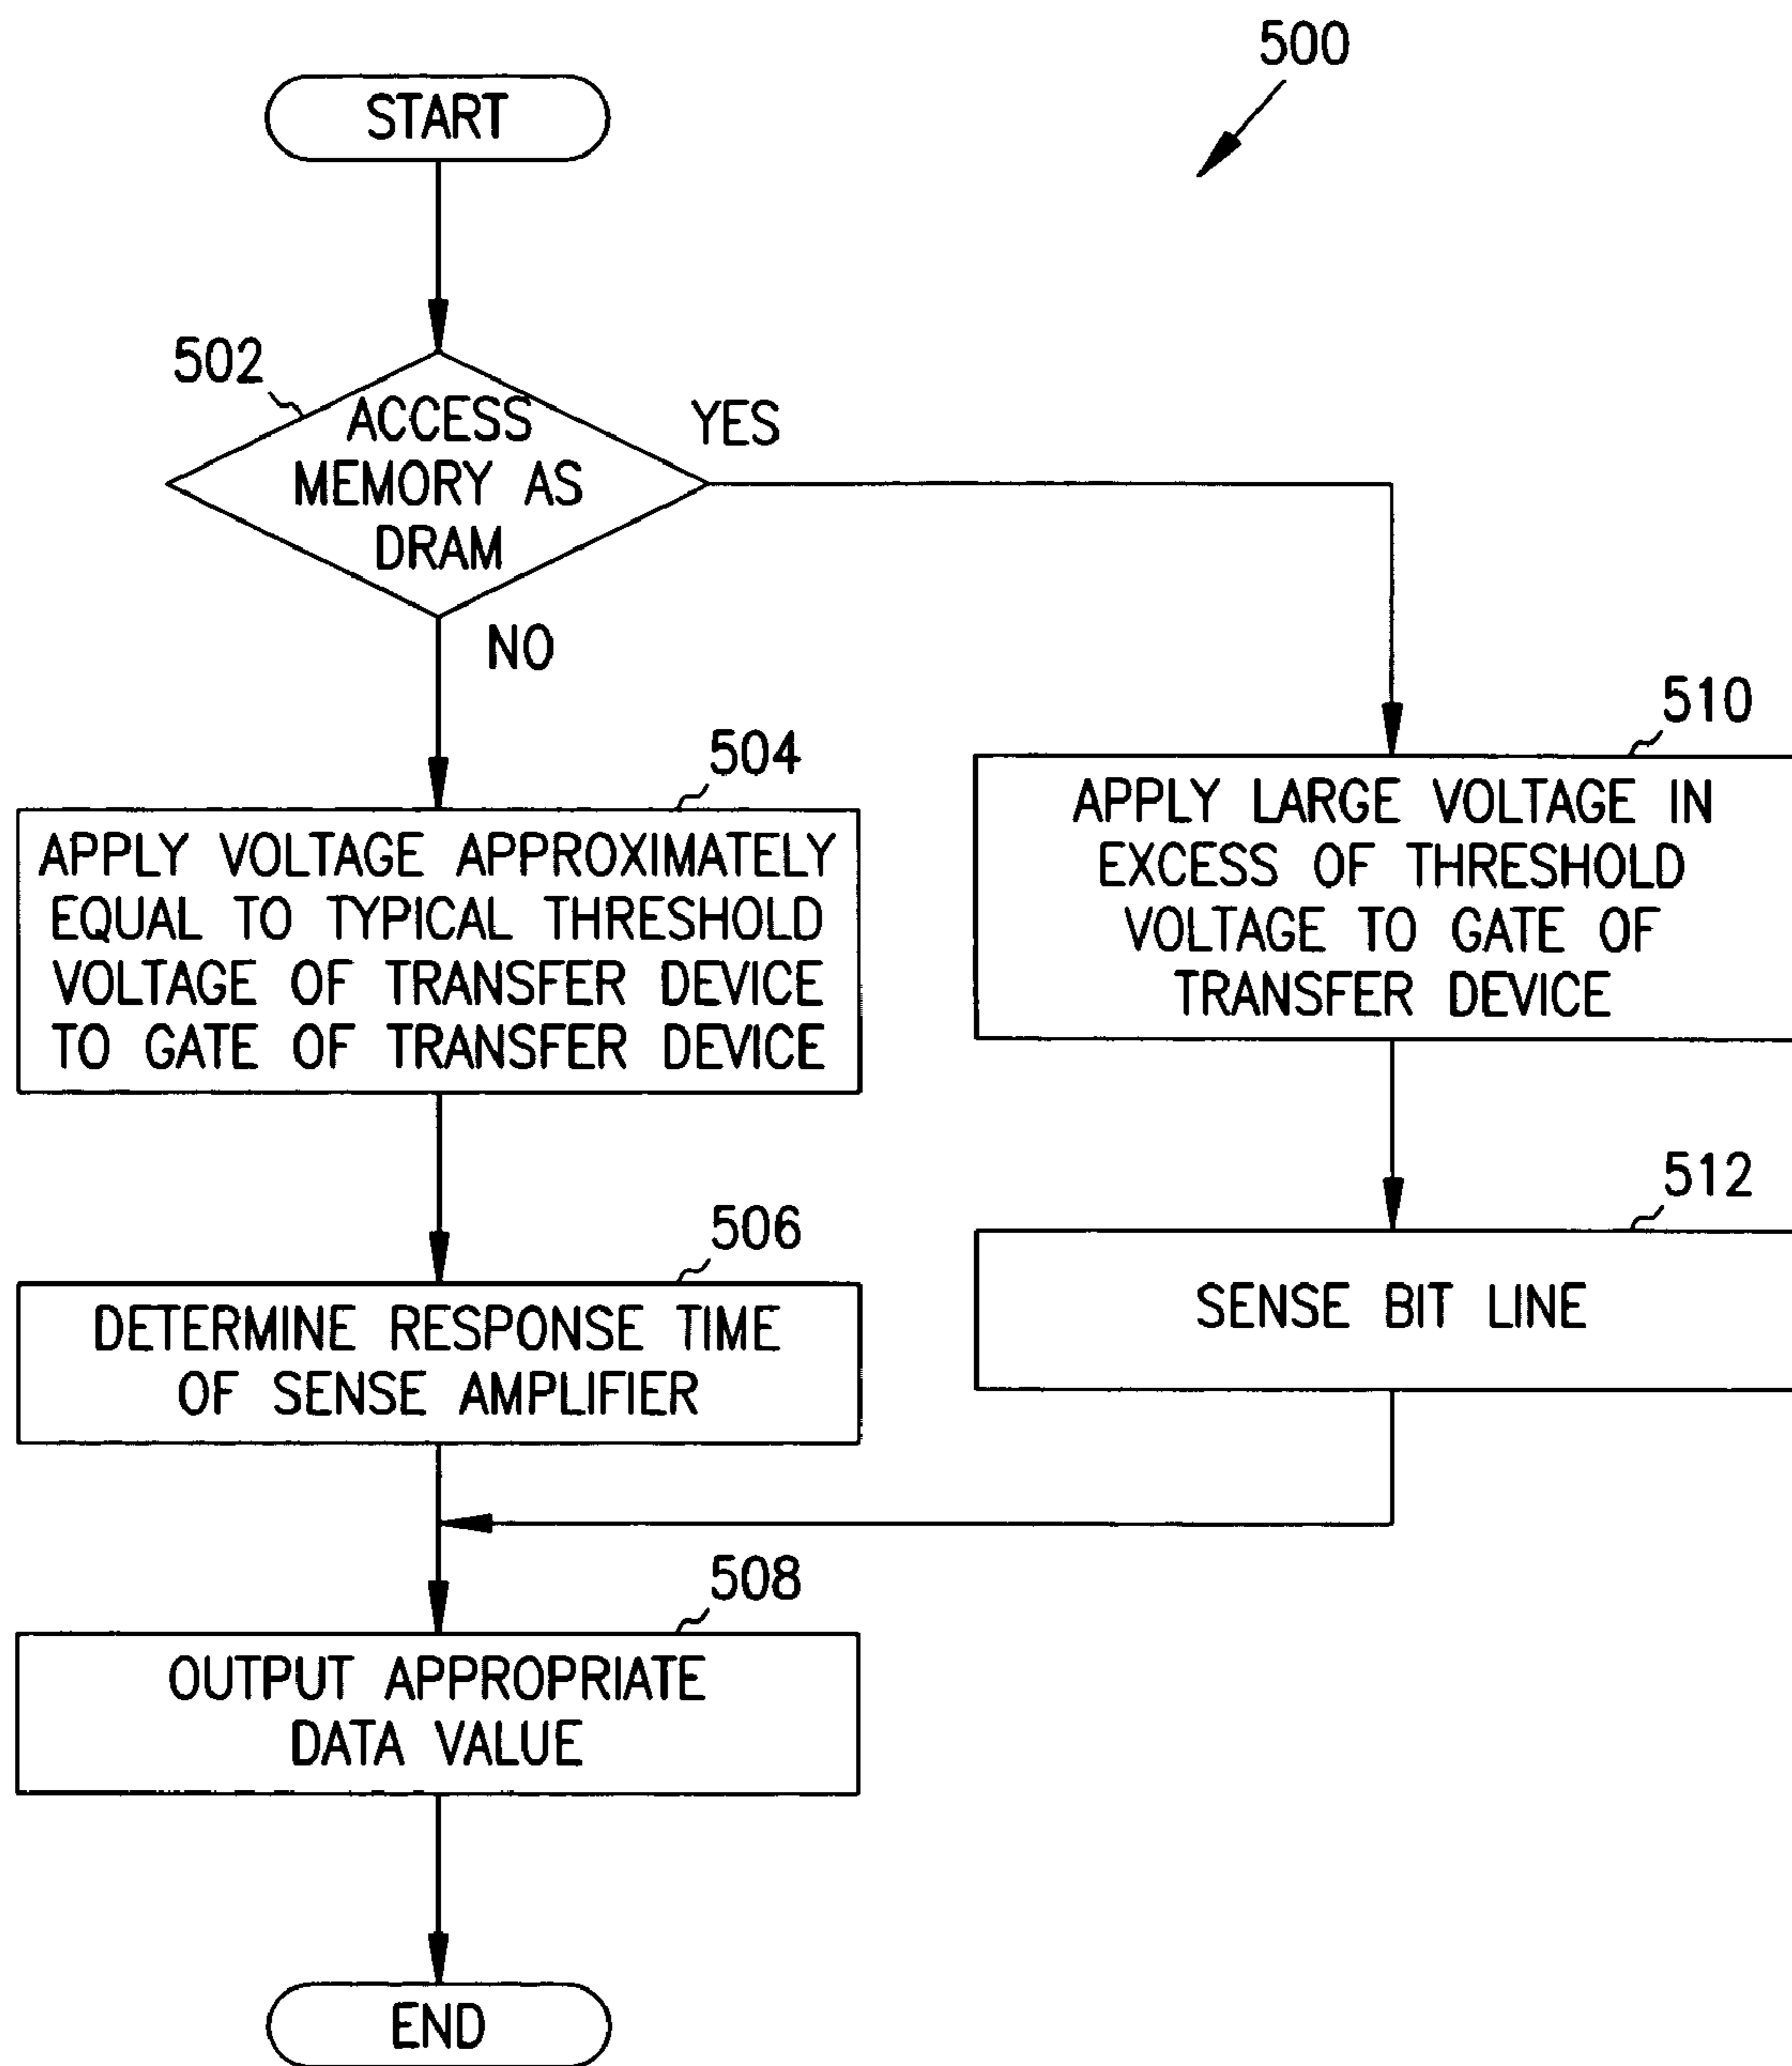 500
START
502
ACCESS
MEMORY AS
DRAM
YES
NO
504
APPLY VOLTAGE APPROXIMATELY
EQUAL TO TYPICAL THRESHOLD
VOLTAGE OF TRANSFER DEVICE
TO GATE OF TRANSFER DEVICE
510
APPLY LARGE VOLTAGE IN
EXCESS OF THRESHOLD
VOLTAGE TO GATE OF
TRANSFER DEVICE
506
DETERMINE RESPONSE TIME
OF SENSE AMPLIFIER
512
SENSE BIT LINE
508
OUTPUT APPROPRIATE
DATA VALUE
END